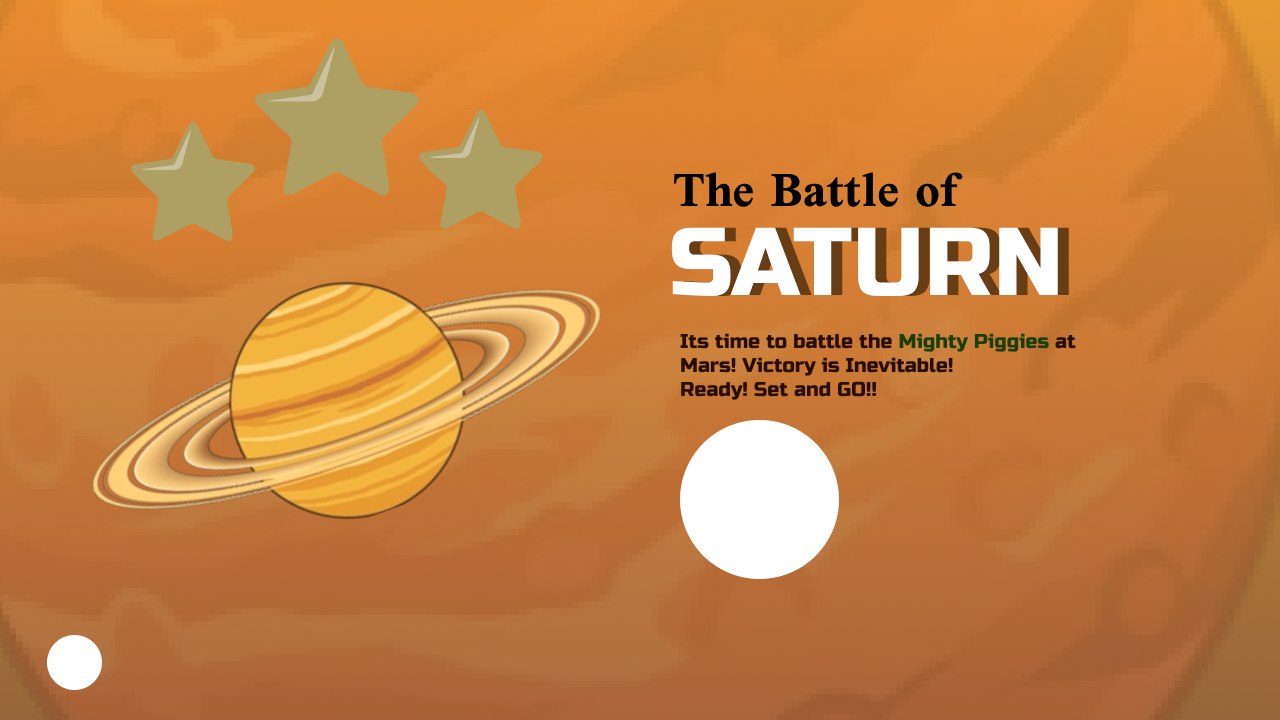 The Battle of
SATURN
Its time to battle the Mighty Piggies at
Mars! Victory is Inevitable!
Ready! Set and GO!!